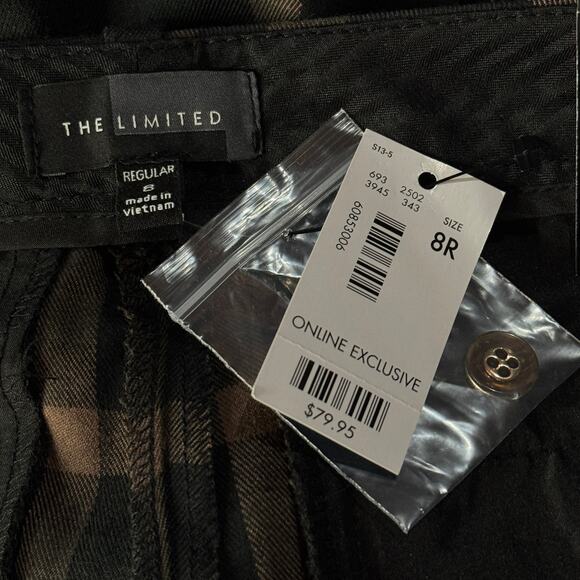 THE LIMITED
REGULAR
8
made in
vietnam
S13-5
693 2502
3945 343
SIZE
8R
60853006
ONLINE EXCLUSIVE
$79.95